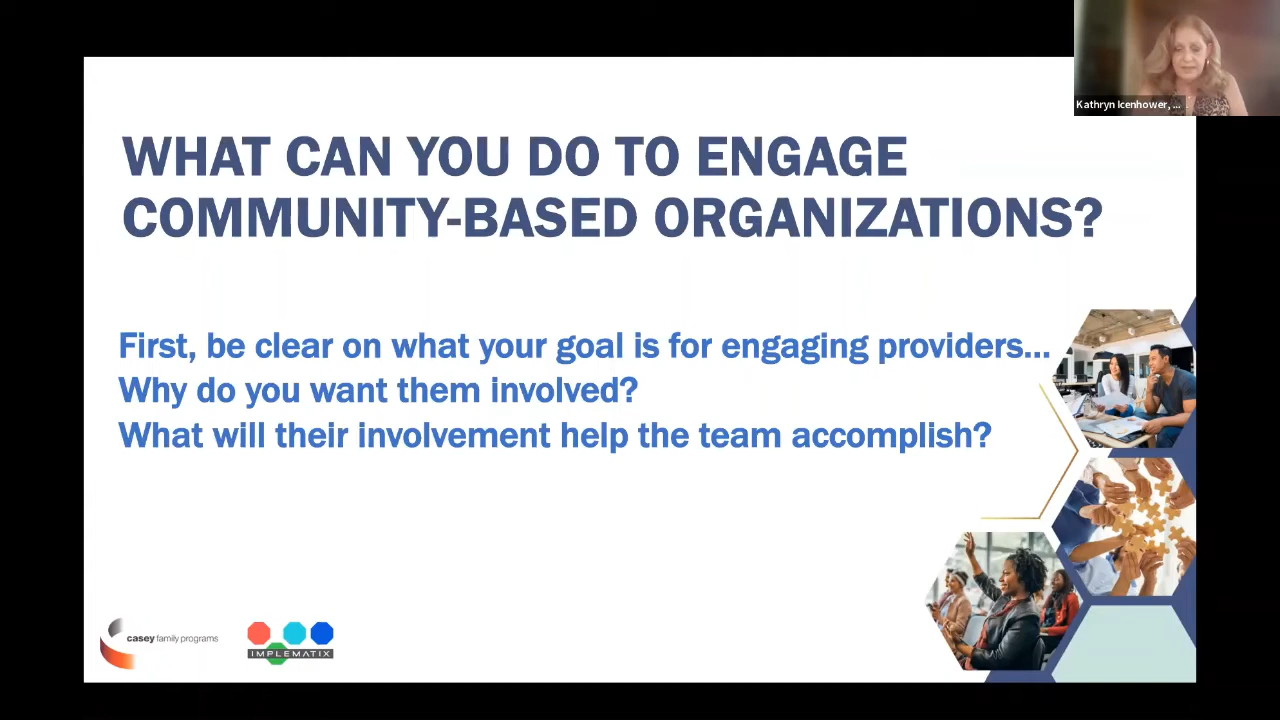 Kathryn Icenhower, ...
WHAT CAN YOU DO TO ENGAGE
COMMUNITY-BASED ORGANIZATIONS?
First, be clear on what your goal is for engaging providers...
Why do you want them involved?
What will their involvement help the team accomplish?
casey family programs
IMPLEMATIX